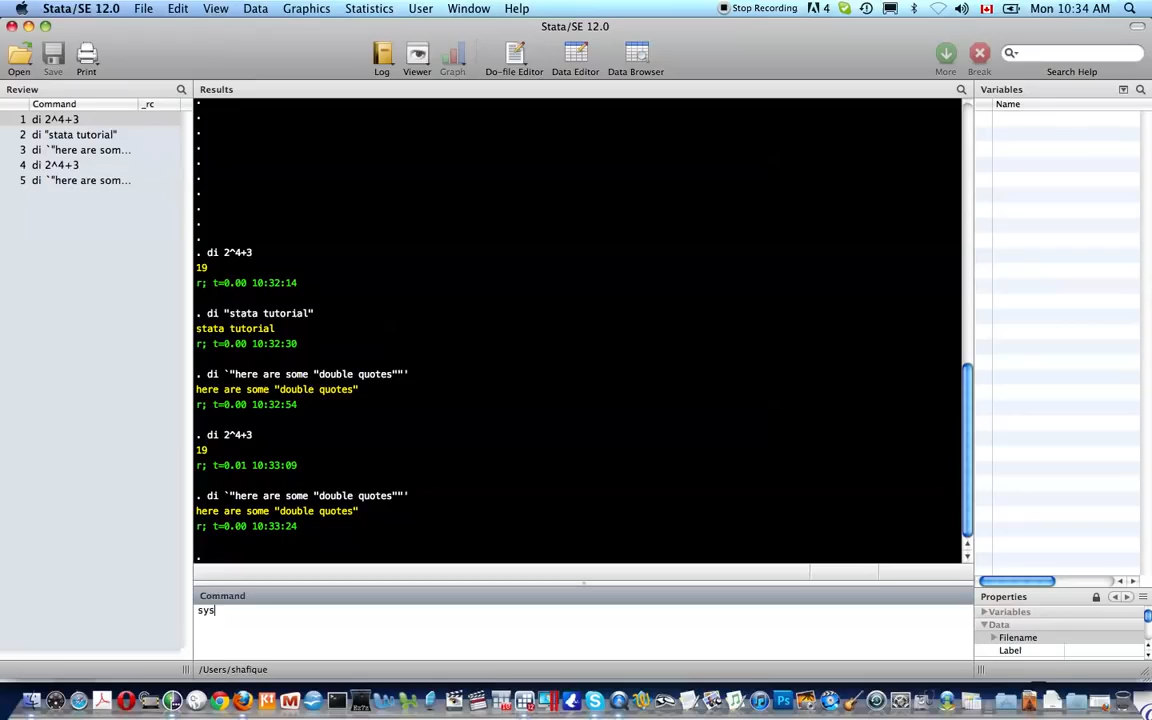 Stata/SE 12.0 File Edit View Data Graphics Statistics User Window Help Stop Recording 4 Mon 10:34 AM
Stata/SE 12.0
Open Save Print Log Viewer Graph Do-file Editor Data Editor Data Browser More Break Search Help
Review
Command _rc
1 di 2^4+3
2 di "stata tutorial"
3 di `"here are som...
4 di 2^4+3
5 di `"here are som...
Results
.
.
.
.
.
.
.
.
.
.
. di 2^4+3
19
r; t=0.00 10:32:14
. di "stata tutorial"
stata tutorial
r; t=0.00 10:32:30
. di `"here are some "double quotes""'
here are some "double quotes"
r; t=0.00 10:32:54
. di 2^4+3
19
r; t=0.01 10:33:09
. di `"here are some "double quotes""'
here are some "double quotes"
r; t=0.00 10:33:24
.
Command
sys
/Users/shafique
Variables
Name
Properties
Variables
Data
Filename
Label